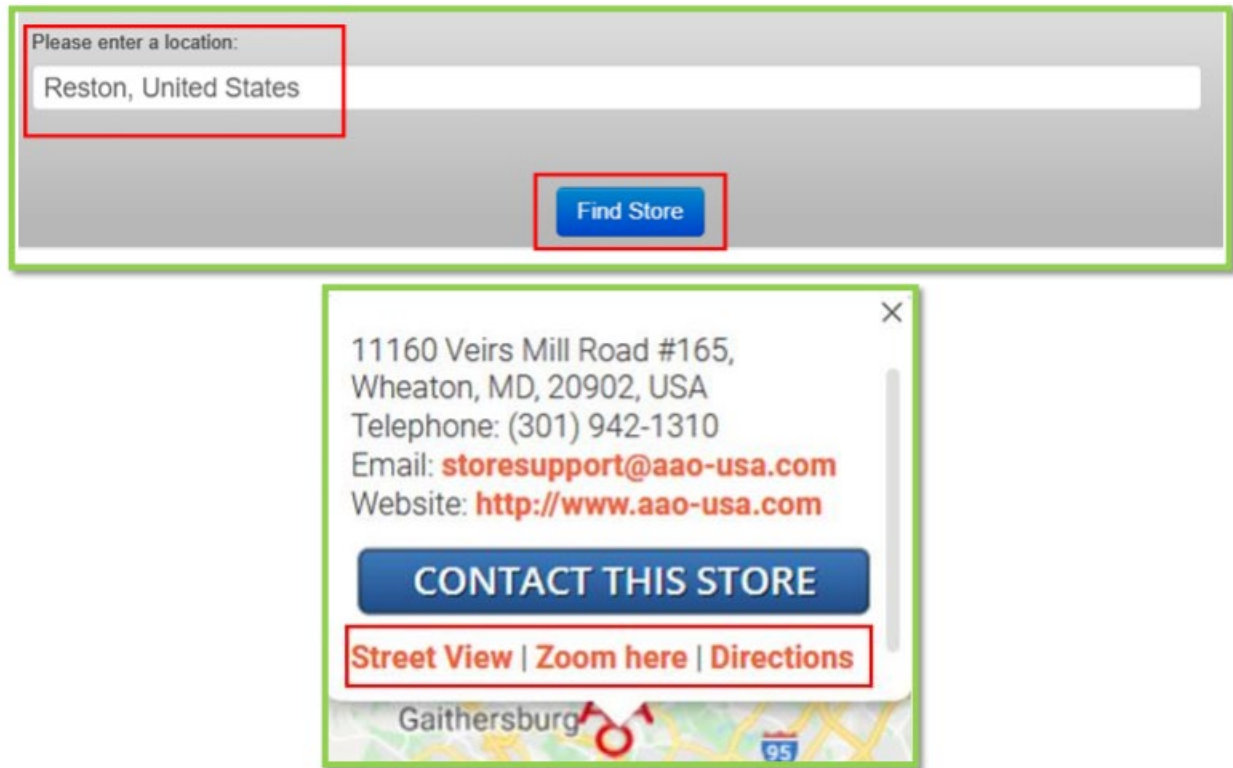 Please enter a location:
Reston, United States
Find Store
11160 Veirs Mill Road #165,
Wheaton, MD, 20902, USA
Telephone: (301) 942-1310
Email: storesupport@aao-usa.com
Website: http://www.aao-usa.com
CONTACT THIS STORE
Street View | Zoom here | Directions
Gaithersburg
95